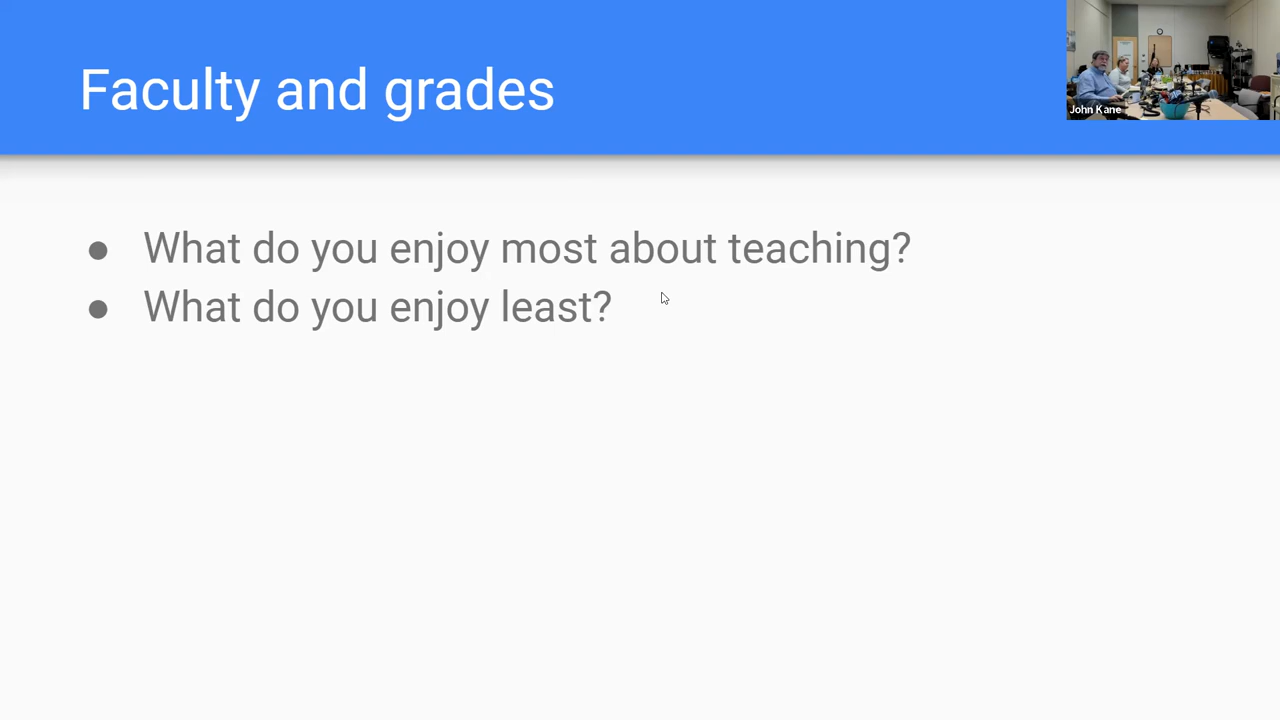 Faculty and grades
John Kane
● What do you enjoy most about teaching?
● What do you enjoy least?